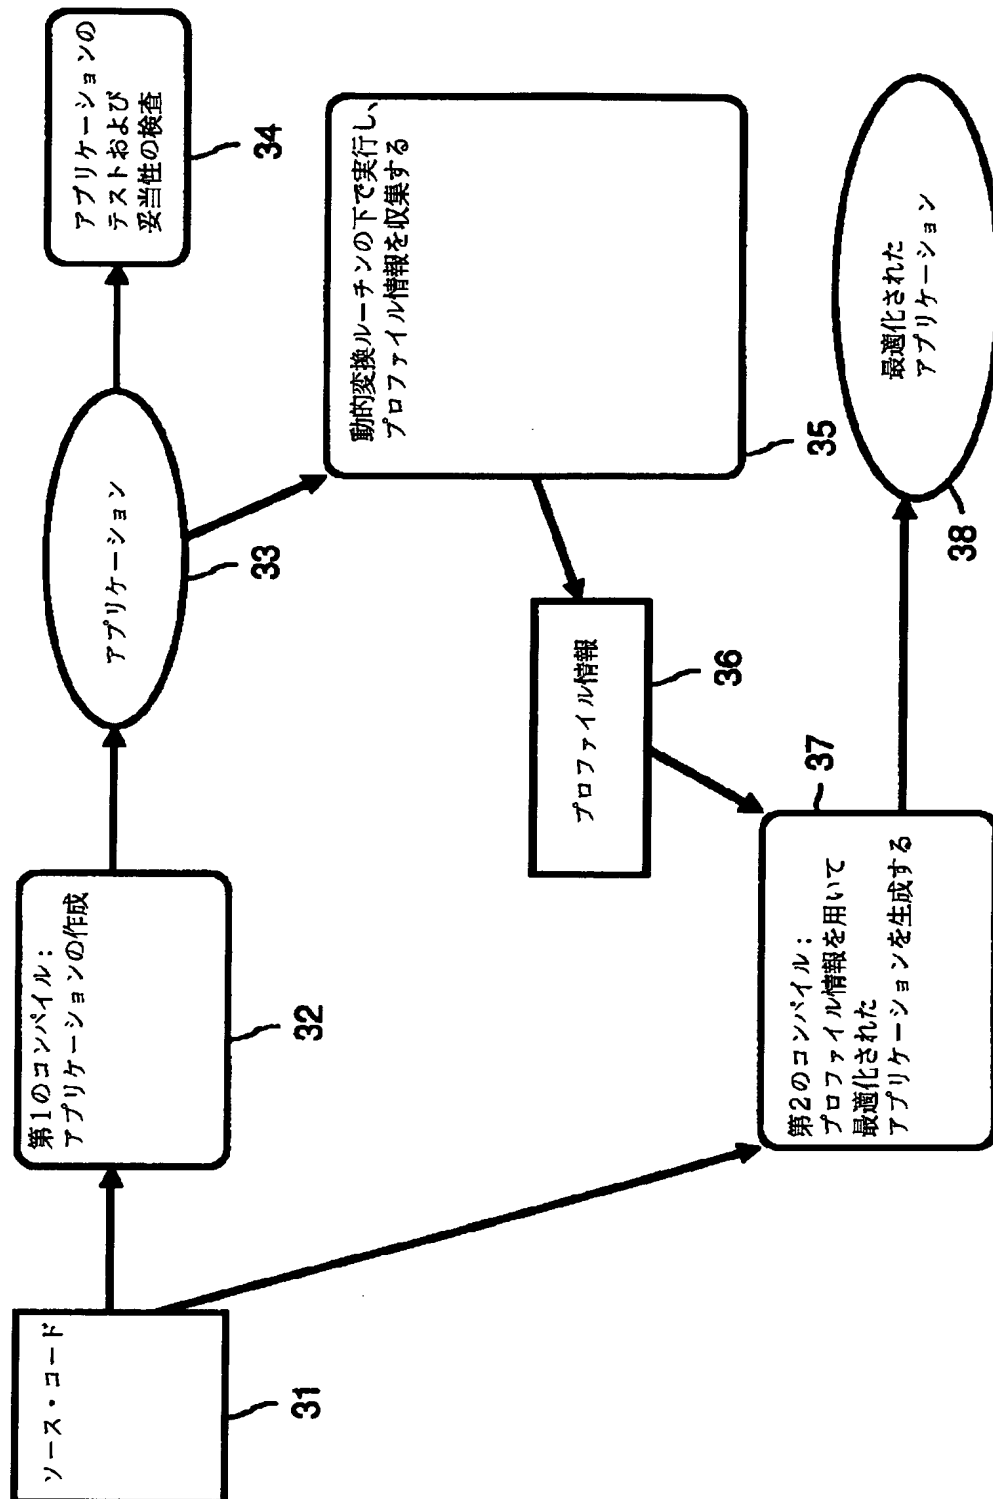 ソース・コード
31
第1のコンパイル：
アプリケーションの作成
32
アプリケーション
33
アプリケーションの
テストおよび
妥当性の検査
34
動的変換ルーチンの下で実行し、
プロファイル情報を収集する
35
プロファイル情報
36
第2のコンパイル：
プロファイル情報を用いて
最適化された
アプリケーションを生成する
37
最適化された
アプリケーション
38